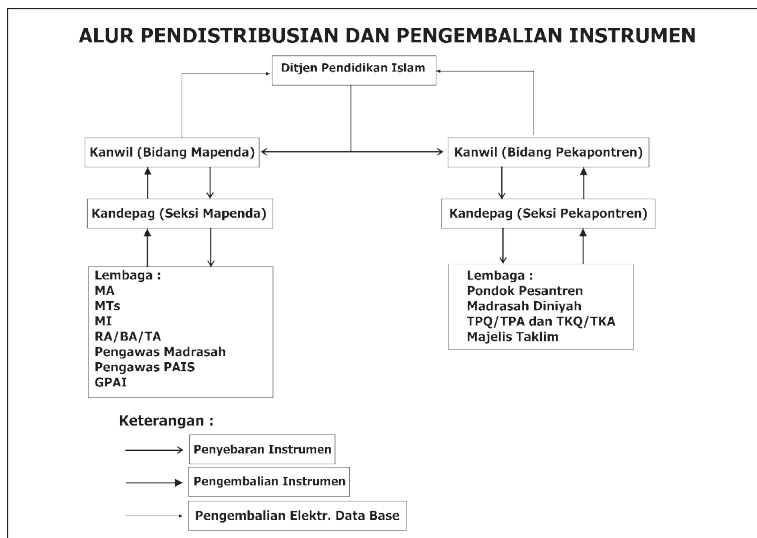 ALUR PENDISTRIBUSIAN DAN PENGEMBALIAN INSTRUMEN
Ditjen Pendidikan Islam
Kanwil (Bidang Mapenda)
Kanwil (Bidang Pekapontren)
Kandepag (Seksi Mapenda)
Kandepag (Seksi Pekapontren)
Lembaga :
MA
MTs
MI
RA/BA/TA
Pengawas Madrasah
Pengawas PAIS
GPAI
Lembaga :
Pondok Pesantren
Madrasah Diniyah
TPQ/TPA dan TKQ/TKA
Majelis Taklim
Keterangan :
Penyebaran Instrumen
Pengembalian Instrumen
Pengembalian Elektr. Data Base